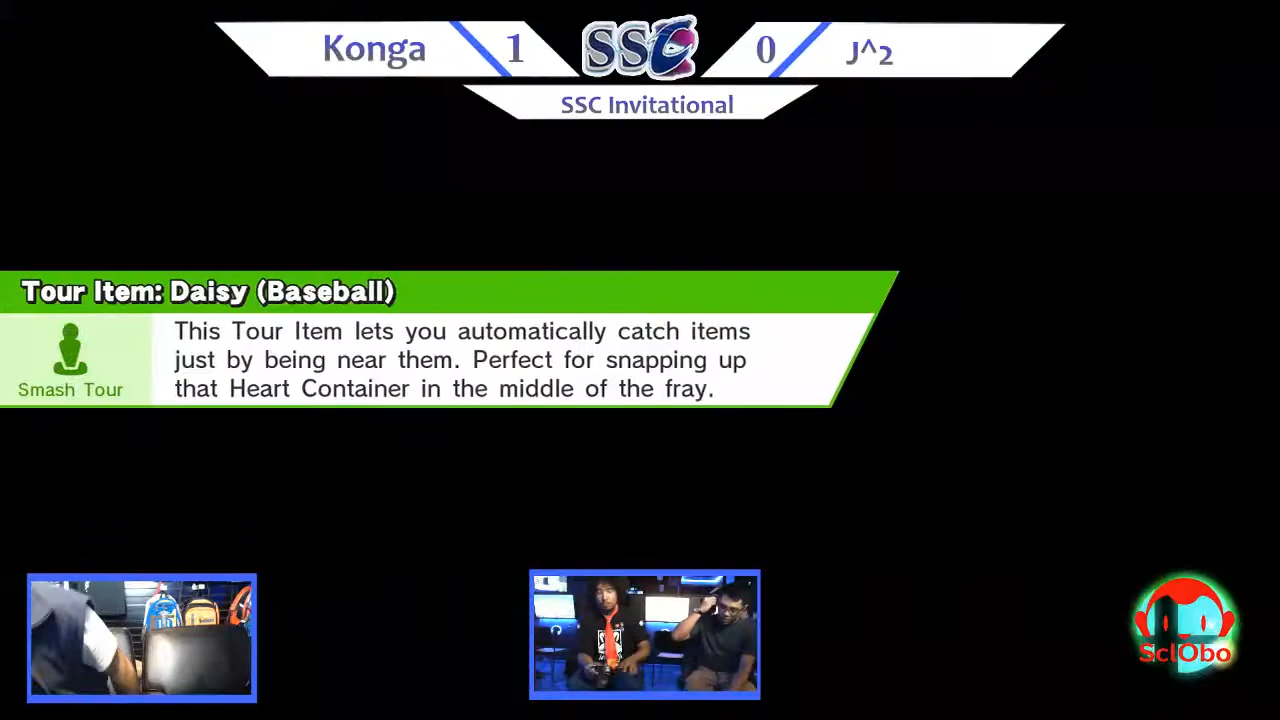 Konga 1 SSC 0 J^2
SSC Invitational
Tour Item: Daisy (Baseball)
This Tour Item lets you automatically catch items
just by being near them. Perfect for snapping up
that Heart Container in the middle of the fray.
Smash Tour
SclObo